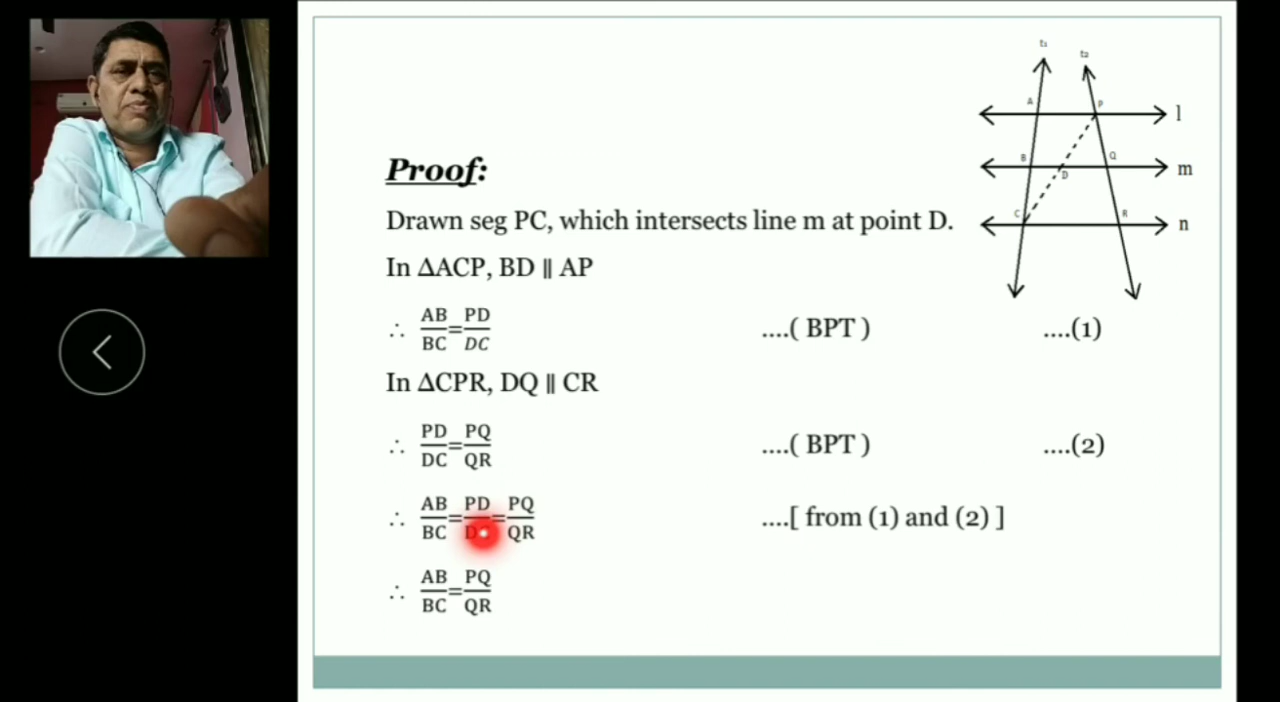 t₁
t₂
A
P
l
B
Q
m
D
C
R
n
Proof:
Drawn seg PC, which intersects line m at point D.
In ΔACP, BD ∥ AP
∴ AB/BC=PD/DC ....( BPT ) ....(1)
In ΔCPR, DQ ∥ CR
∴ PD/DC=PQ/QR ....( BPT ) ....(2)
∴ AB/BC=PD/DC=PQ/QR ....[ from (1) and (2) ]
∴ AB/BC=PQ/QR